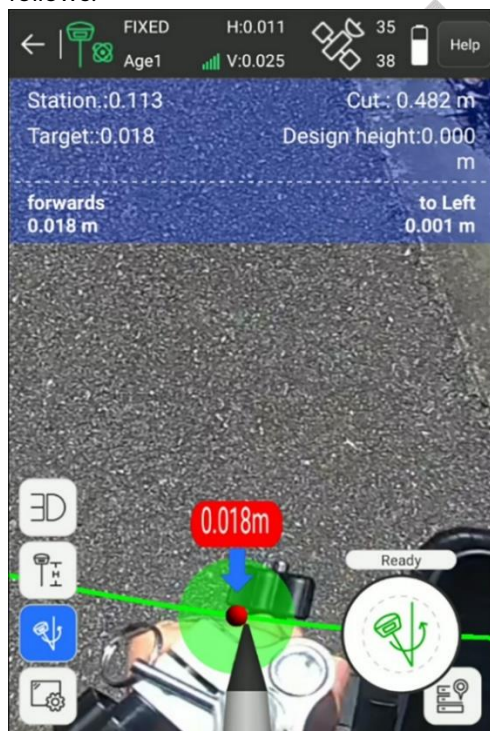 FIXED H:0.011 35
Age1 V:0.025 38 Help
Station.:0.113 Cut.: 0.482 m
Target.:0.018 Design height:0.000
m
forwards to Left
0.018 m 0.001 m
0.018m
H
Ready